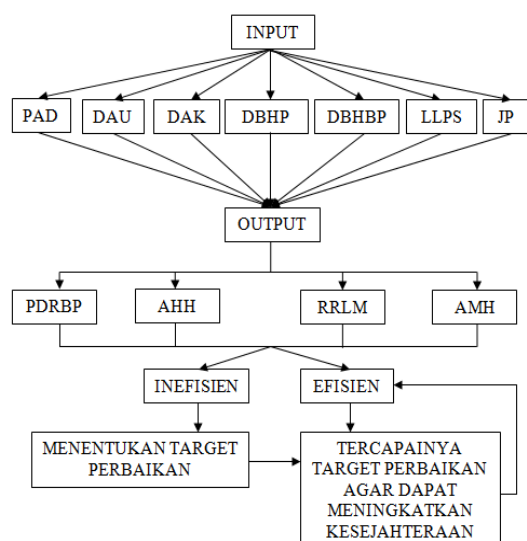 INPUT
PAD
DAU
DAK
DBHP
DBHBP
LLPS
JP
OUTPUT
PDRBP
AHH
RRLM
AMH
INEFISIEN
EFISIEN
MENENTUKAN TARGET
PERBAIKAN
TERCAPAINYA
TARGET PERBAIKAN
AGAR DAPAT
MENINGKATKAN
KESEJAHTERAAN